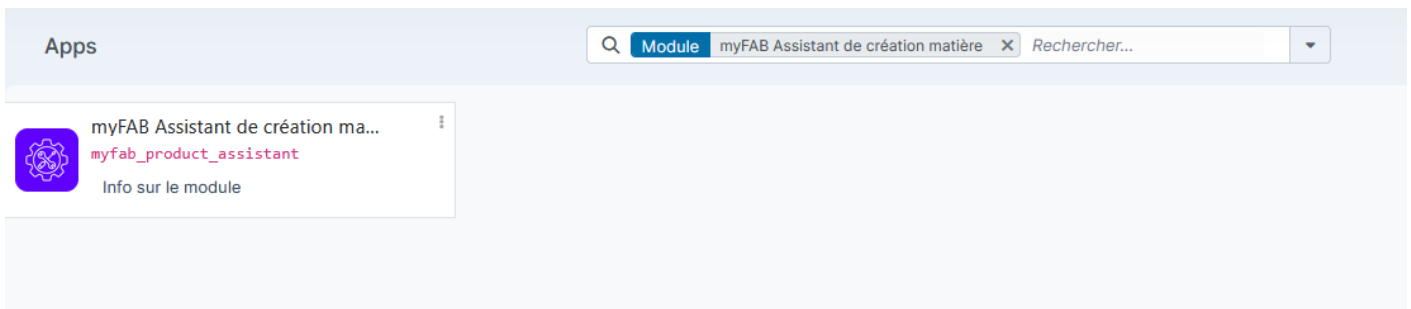 Apps
Module myFAB Assistant de création matière Rechercher...
myFAB Assistant de création ma...
myfab_product_assistant
Info sur le module